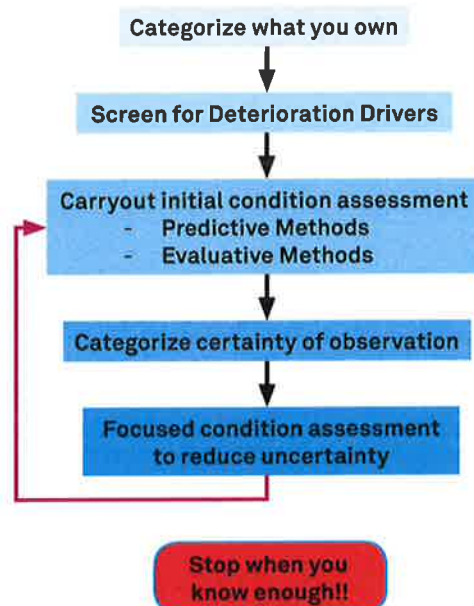 Categorize what you own
Screen for Deterioration Drivers
Carryout initial condition assessment
- Predictive Methods
- Evaluative Methods
Categorize certainty of observation
Focused condition assessment
to reduce uncertainty
Stop when you
know enough!!